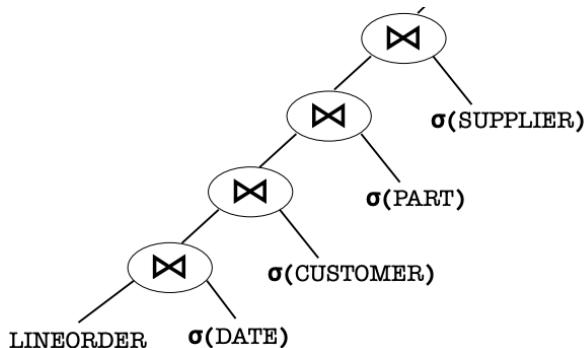 ⋈
⋈
σ(SUPPLIER)
⋈
σ(PART)
⋈
σ(CUSTOMER)
LINEORDER σ(DATE)